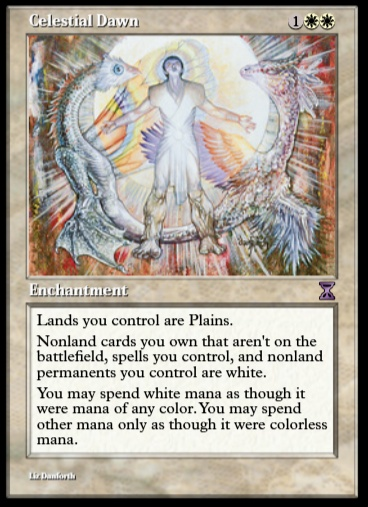 Celestial Dawn 1
Enchantment
Lands you control are Plains.
Nonland cards you own that aren't on the
battlefield, spells you control, and nonland
permanents you control are white.
You may spend white mana as though it
were mana of any color. You may spend
other mana only as though it were colorless
mana.
Liz Danforth